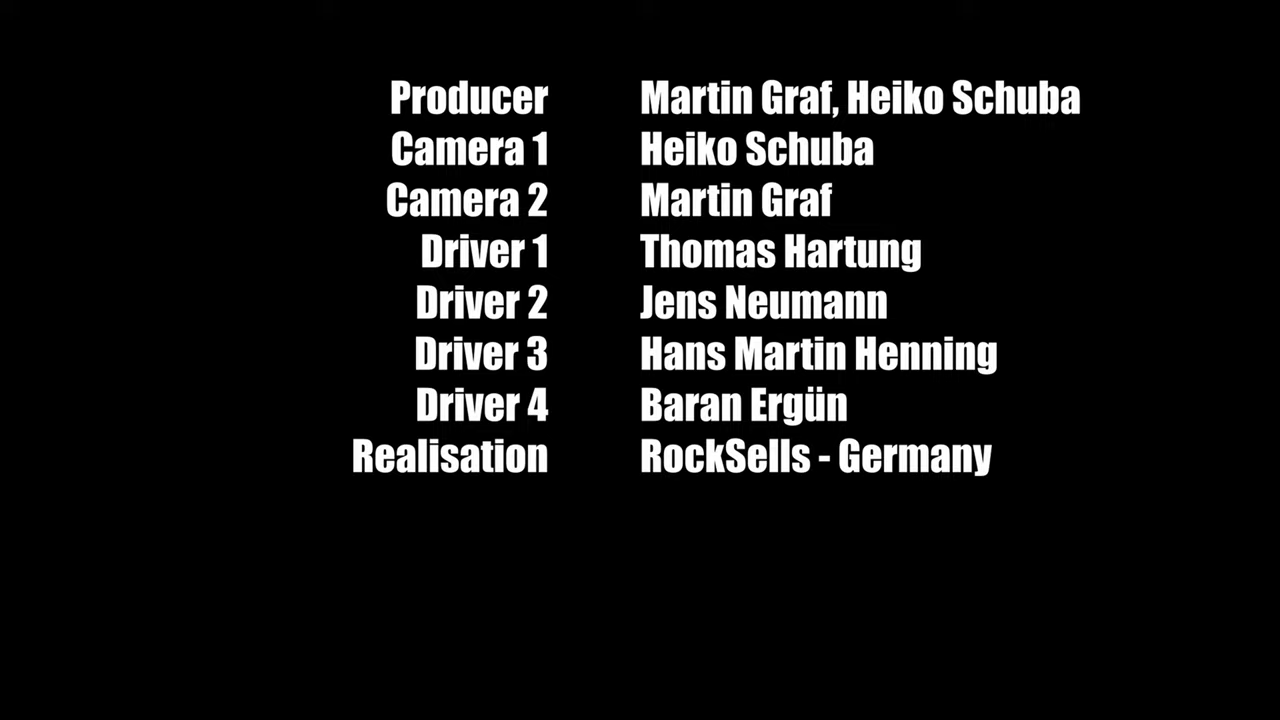 Producer Martin Graf, Heiko Schuba
Camera 1 Heiko Schuba
Camera 2 Martin Graf
Driver 1 Thomas Hartung
Driver 2 Jens Neumann
Driver 3 Hans Martin Henning
Driver 4 Baran Ergün
Realisation RockSells - Germany